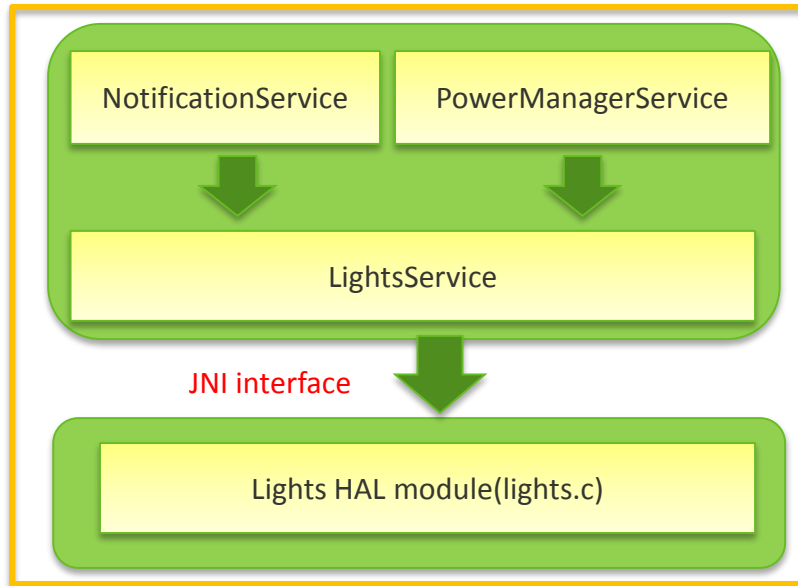 NotificationService
PowerManagerService
LightsService
JNI interface
Lights HAL module(lights.c)